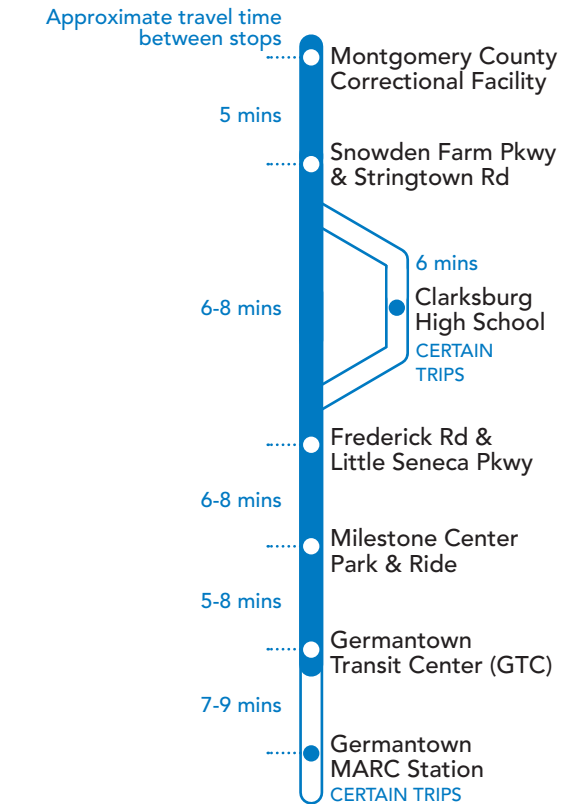 Approximate travel time
between stops
Montgomery County
Correctional Facility
5 mins
Snowden Farm Pkwy
& Stringtown Rd
6-8 mins
6 mins
Clarksburg
High School
CERTAIN
TRIPS
Frederick Rd &
Little Seneca Pkwy
6-8 mins
Milestone Center
Park & Ride
5-8 mins
Germantown
Transit Center (GTC)
7-9 mins
Germantown
MARC Station
CERTAIN TRIPS